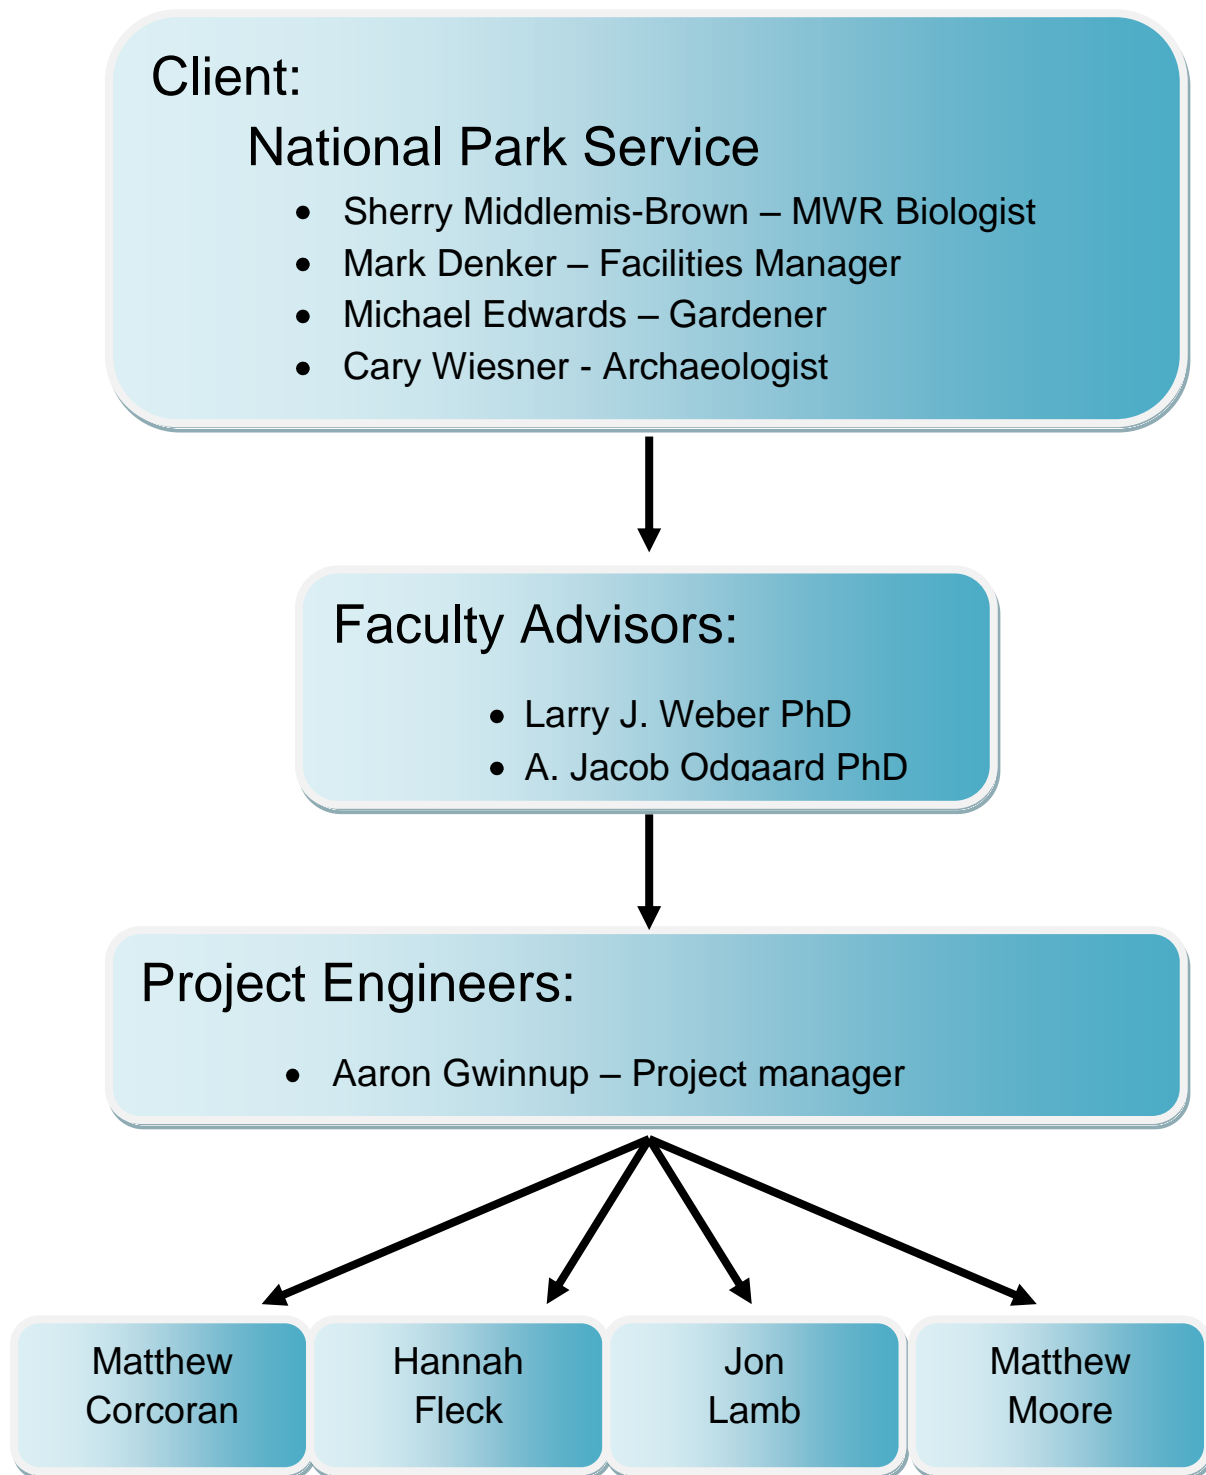 Client:
National Park Service
• Sherry Middlemis-Brown – MWR Biologist
• Mark Denker – Facilities Manager
• Michael Edwards – Gardener
• Cary Wiesner - Archaeologist
Faculty Advisors:
• Larry J. Weber PhD
• A. Jacob Odgaard PhD
Project Engineers:
• Aaron Gwinnup – Project manager
Matthew
Corcoran
Hannah
Fleck
Jon
Lamb
Matthew
Moore